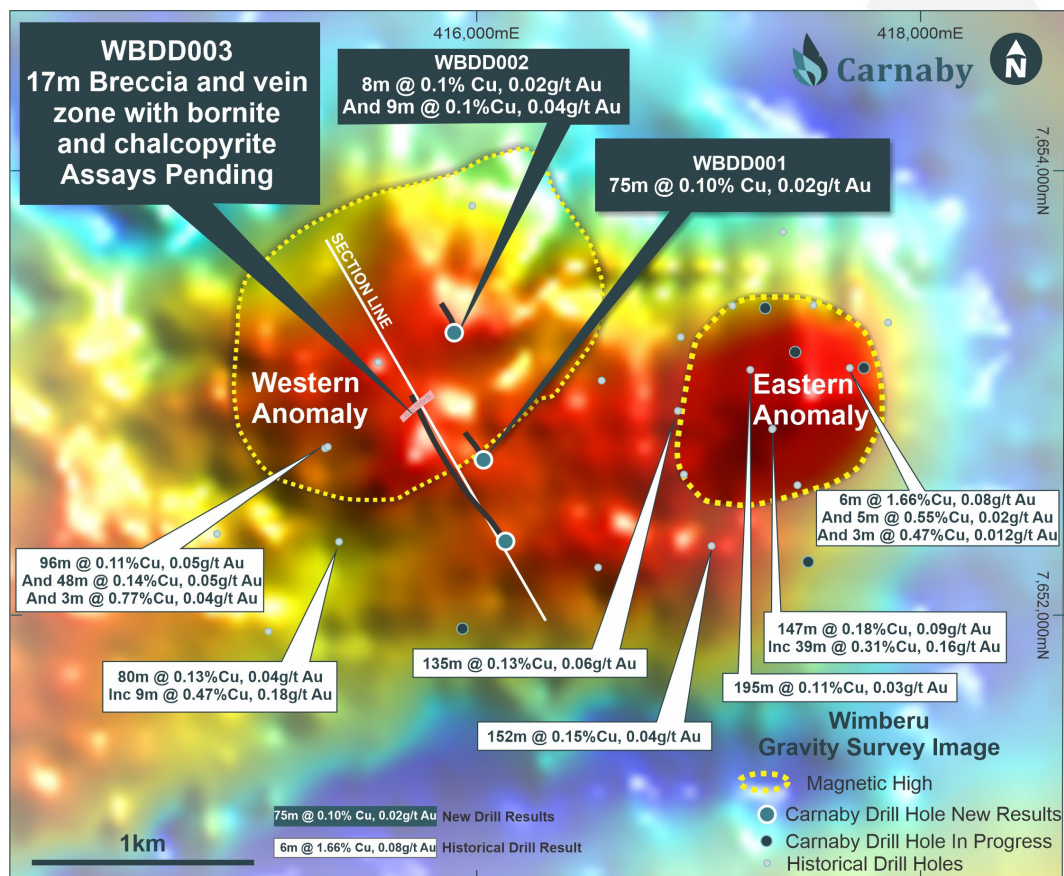 416,000mE
418,000mE
Carnaby
N
WBDD003
17m Breccia and vein
zone with bornite
and chalcopyrite
Assays Pending
WBDD002
8m @ 0.1% Cu, 0.02g/t Au
And 9m @ 0.1%Cu, 0.04g/t Au
WBDD001
75m @ 0.10% Cu, 0.02g/t Au
7,654,000mN
SECTION LINE
Western
Anomaly
Eastern
Anomaly
6m @ 1.66%Cu, 0.08g/t Au
And 5m @ 0.55%Cu, 0.02g/t Au
And 3m @ 0.47%Cu, 0.012g/t Au
96m @ 0.11%Cu, 0.05g/t Au
And 48m @ 0.14%Cu, 0.05g/t Au
And 3m @ 0.77%Cu, 0.04g/t Au
7,652,000mN
147m @ 0.18%Cu, 0.09g/t Au
Inc 39m @ 0.31%Cu, 0.16g/t Au
80m @ 0.13%Cu, 0.04g/t Au
Inc 9m @ 0.47%Cu, 0.18g/t Au
135m @ 0.13%Cu, 0.06g/t Au
195m @ 0.11%Cu, 0.03g/t Au
152m @ 0.15%Cu, 0.04g/t Au
Wimberu
Gravity Survey Image
Magnetic High
Carnaby Drill Hole New Results
Carnaby Drill Hole In Progress
Historical Drill Holes
75m @ 0.10% Cu, 0.02g/t Au New Drill Results
6m @ 1.66%Cu, 0.08g/t Au Historical Drill Result
1km